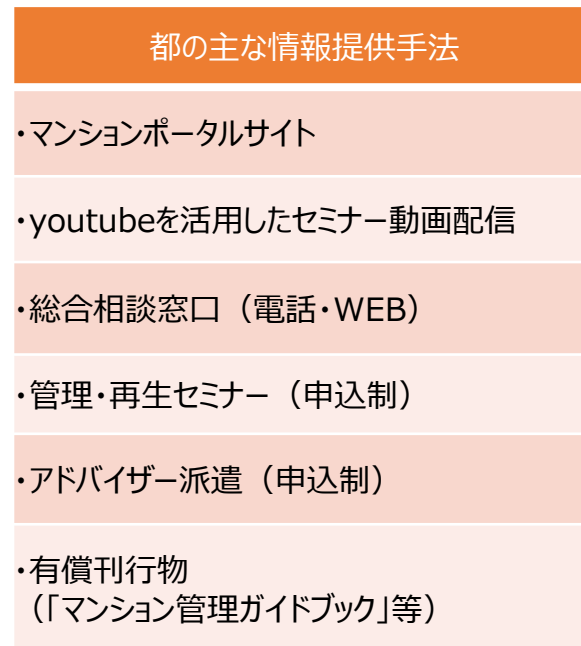 都の主な情報提供手法
・マンションポータルサイト
・youtubeを活用したセミナー動画配信
・総合相談窓口（電話・WEB）
・管理・再生セミナー（申込制）
・アドバイザー派遣（申込制）
・有償刊行物
（「マンション管理ガイドブック」等）